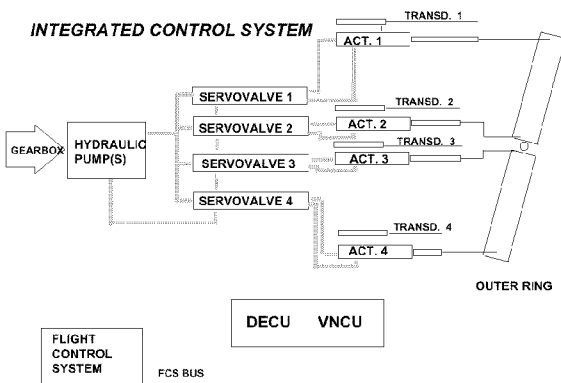 INTEGRATED CONTROL SYSTEM
TRANSD. 1
ACT. 1
SERVOVALVE 1
TRANSD. 2
SERVOVALVE 2
ACT. 2
GEARBOX
HYDRAULIC
PUMP(S)
TRANSD. 3
SERVOVALVE 3
ACT. 3
SERVOVALVE 4
TRANSD. 4
ACT. 4
OUTER RING
DECU VNCU
FLIGHT
CONTROL
SYSTEM
FCS BUS